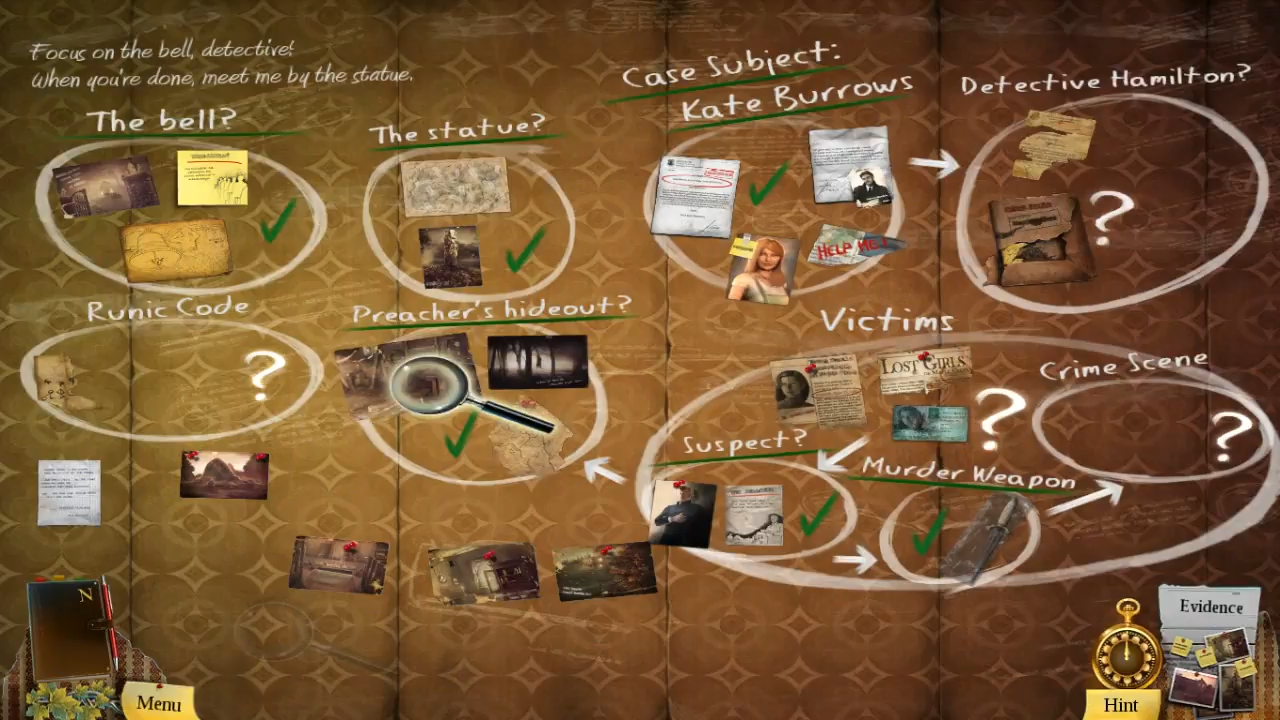 Focus on the bell, detective!
When you're done, meet me by the statue.
The bell?
The statue?
Case Subject:
Kate Burrows
Detective Hamilton?
HELP ME!
Runic Code
Preacher's hideout?
Victims
LOST GIRLS
Crime Scene
Suspect?
Murder Weapon
N
Menu
Evidence
Hint